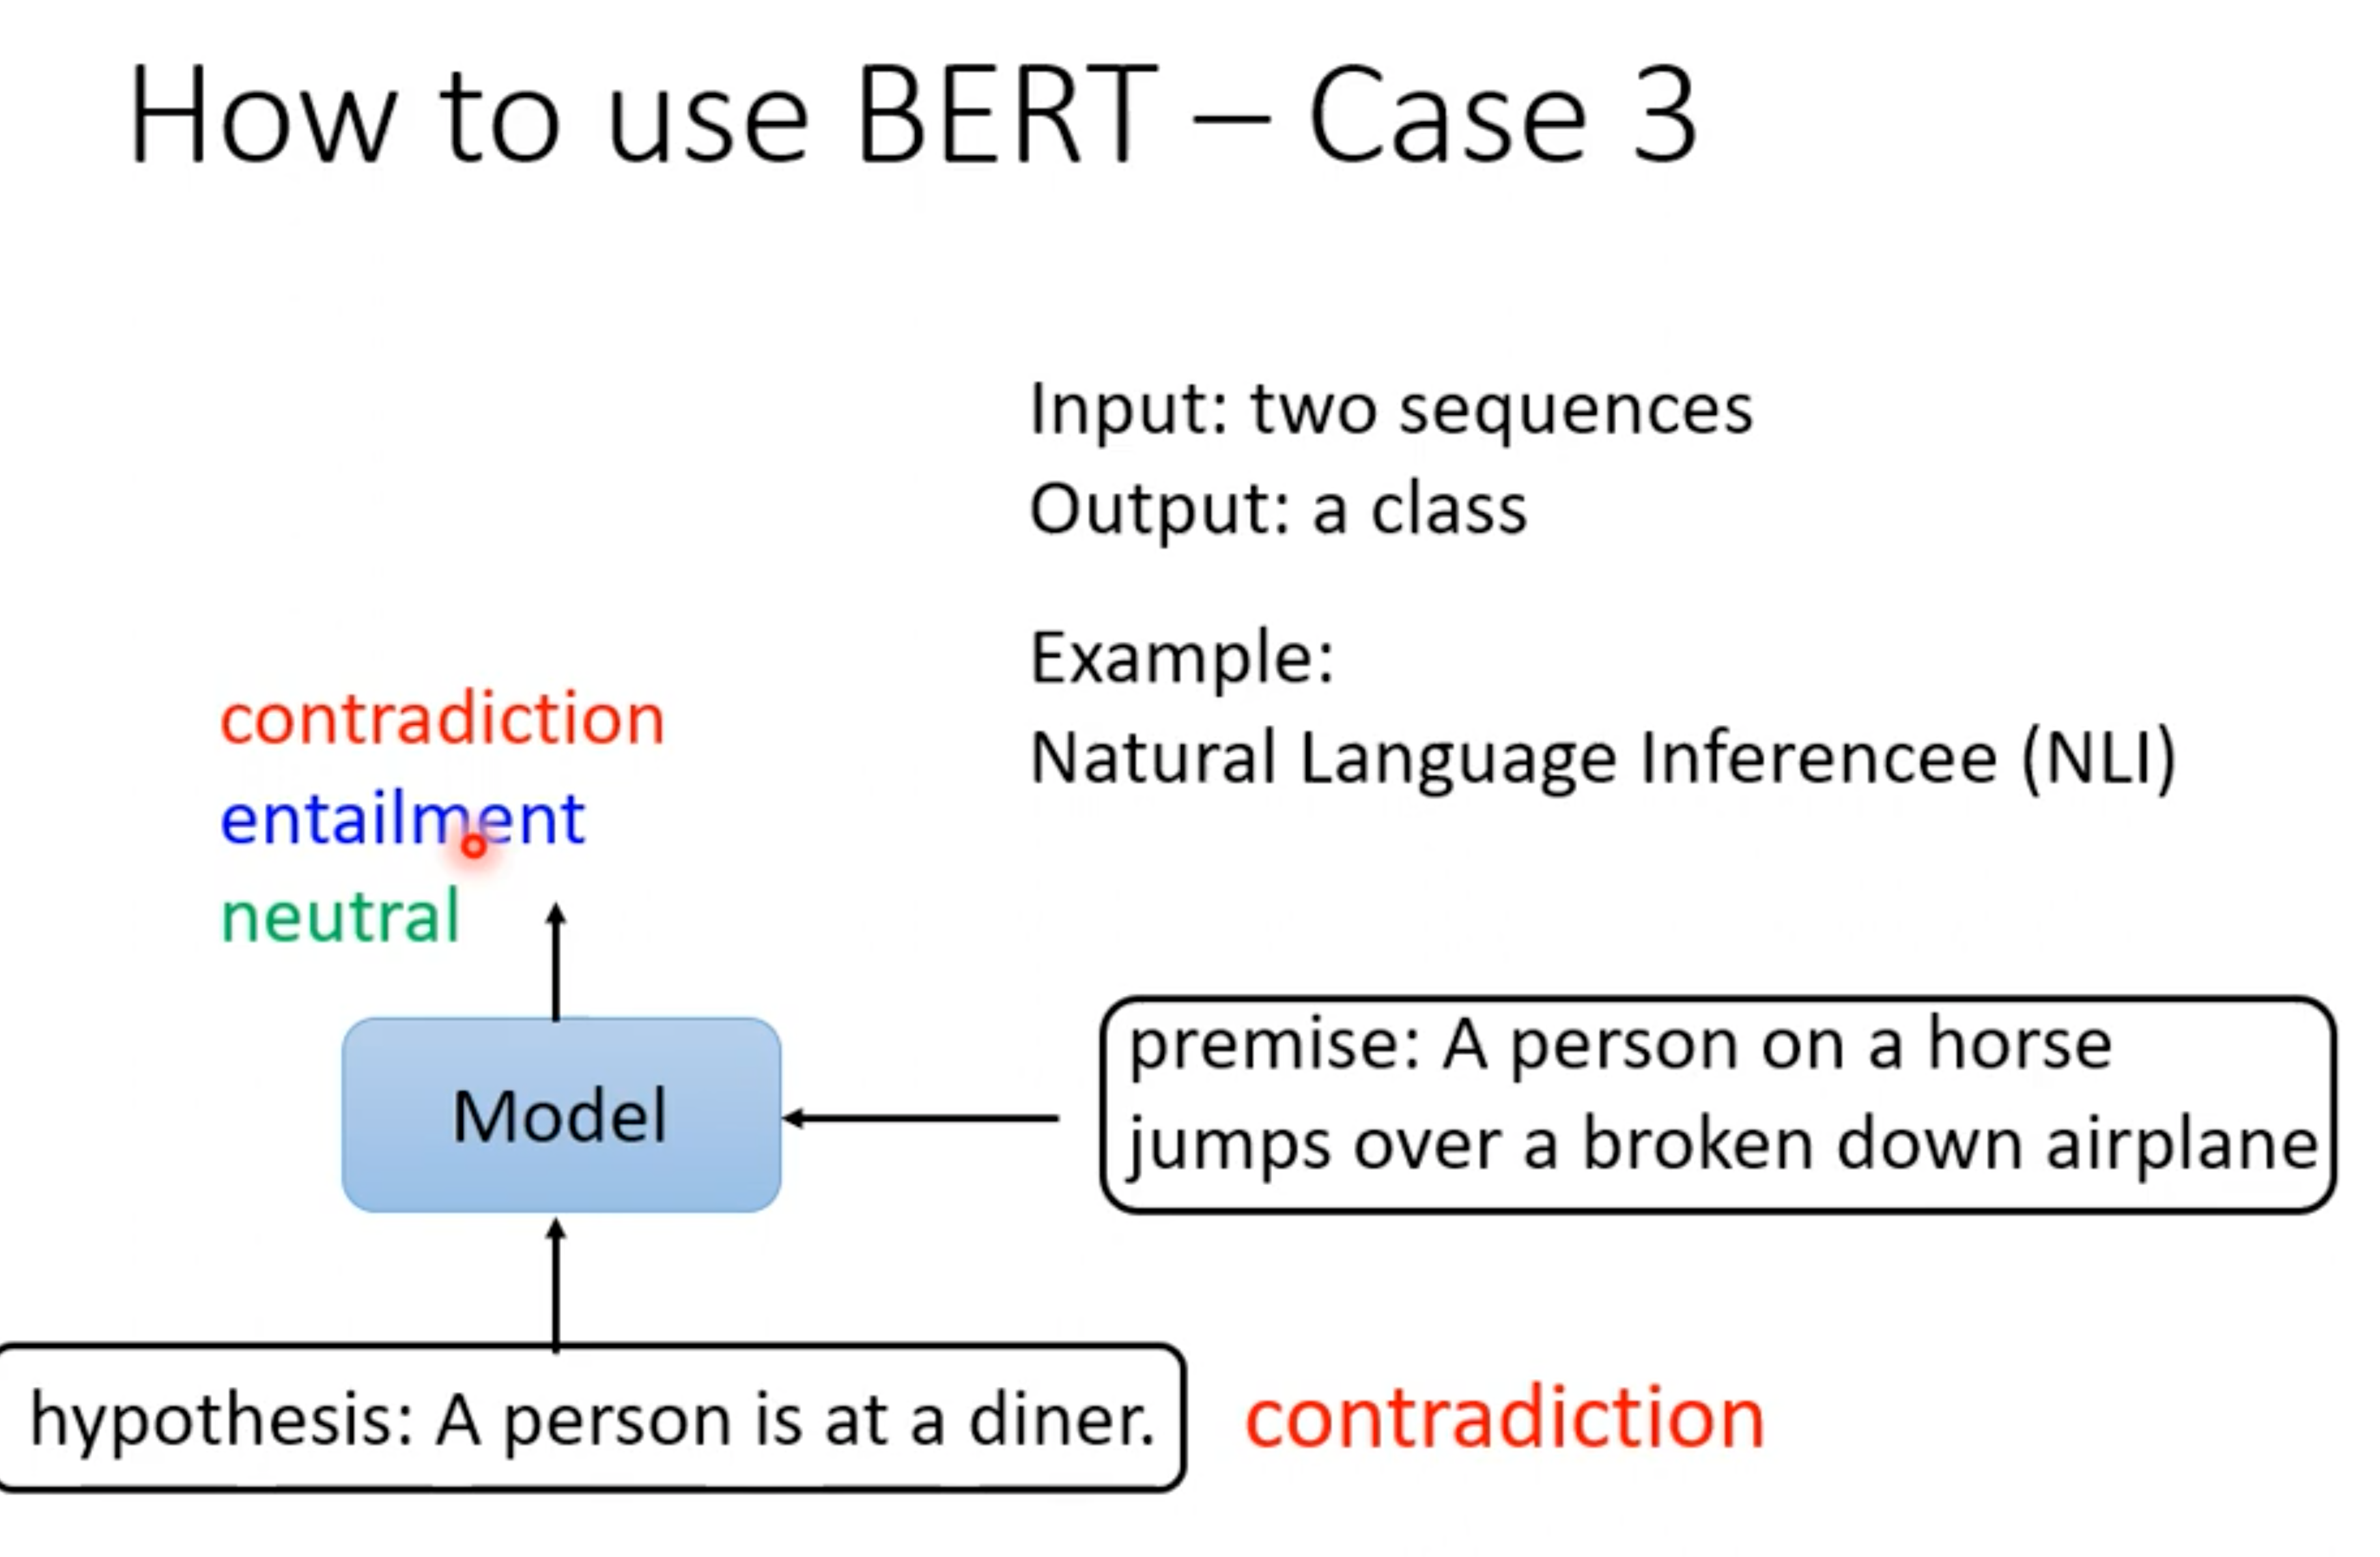 How to use BERT – Case 3
Input: two sequences
Output: a class
Example:
Natural Language Inferencee (NLI)
contradiction
entailment
neutral
Model
premise: A person on a horse
jumps over a broken down airplane
hypothesis: A person is at a diner.
contradiction